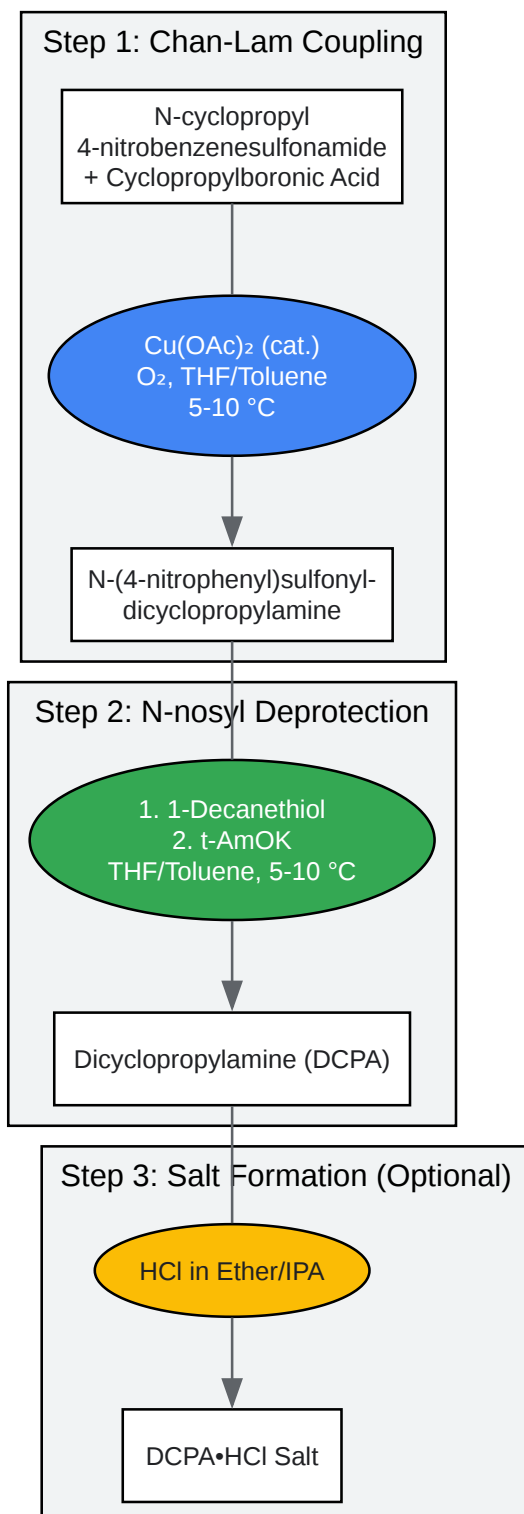 Step 1: Chan-Lam Coupling
N-cyclopropyl
4-nitrobenzenesulfonamide
+ Cyclopropylboronic Acid
Cu(OAc)₂ (cat.)
O₂, THF/Toluene
5-10 °C
N-(4-nitrophenyl)sulfonyl-
dicyclopropylamine
Step 2: N-nosyl Deprotection
1. 1-Decanethiol
2. t-AmOK
THF/Toluene, 5-10 °C
Dicyclopropylamine (DCPA)
Step 3: Salt Formation (Optional)
HCl in Ether/IPA
DCPA•HCl Salt